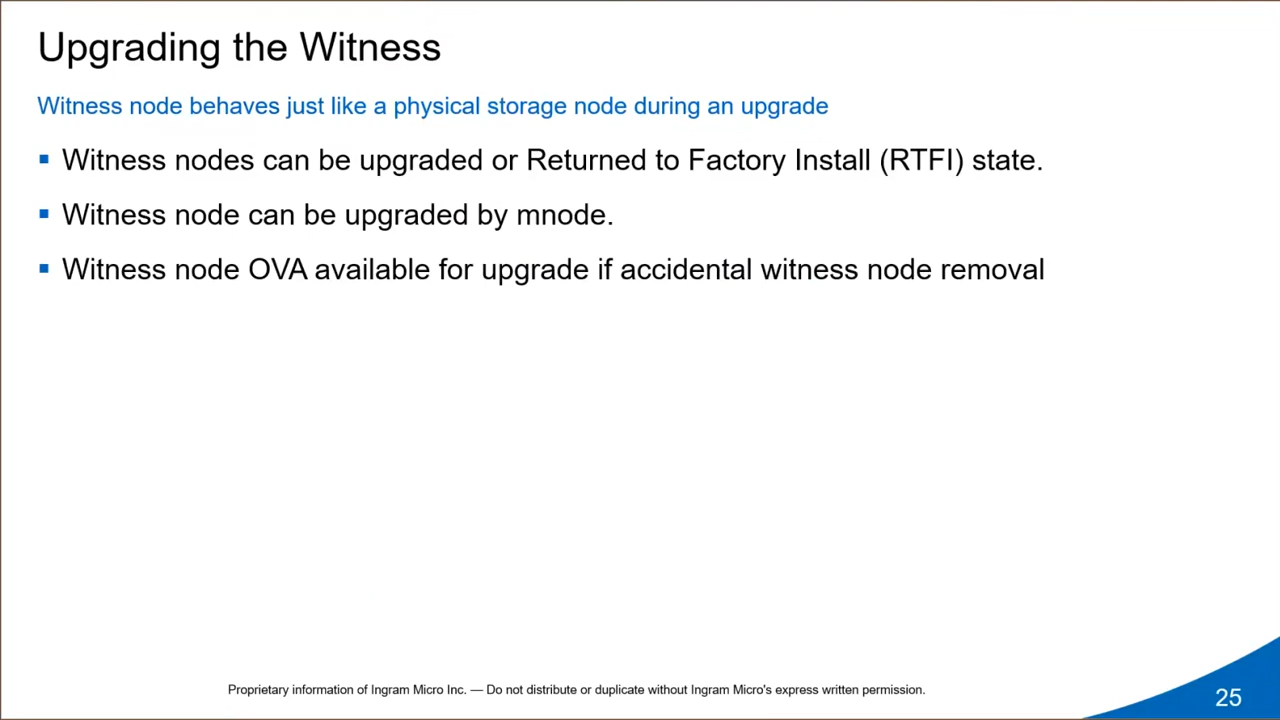 Upgrading the Witness
Witness node behaves just like a physical storage node during an upgrade
▪ Witness nodes can be upgraded or Returned to Factory Install (RTFI) state.
▪ Witness node can be upgraded by mnode.
▪ Witness node OVA available for upgrade if accidental witness node removal
Proprietary information of Ingram Micro Inc. — Do not distribute or duplicate without Ingram Micro's express written permission.
25